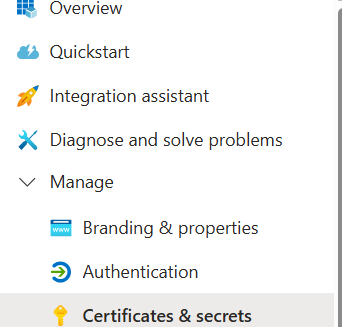 Overview
Quickstart
Integration assistant
Diagnose and solve problems
Manage
Branding & properties
Authentication
Certificates & secrets